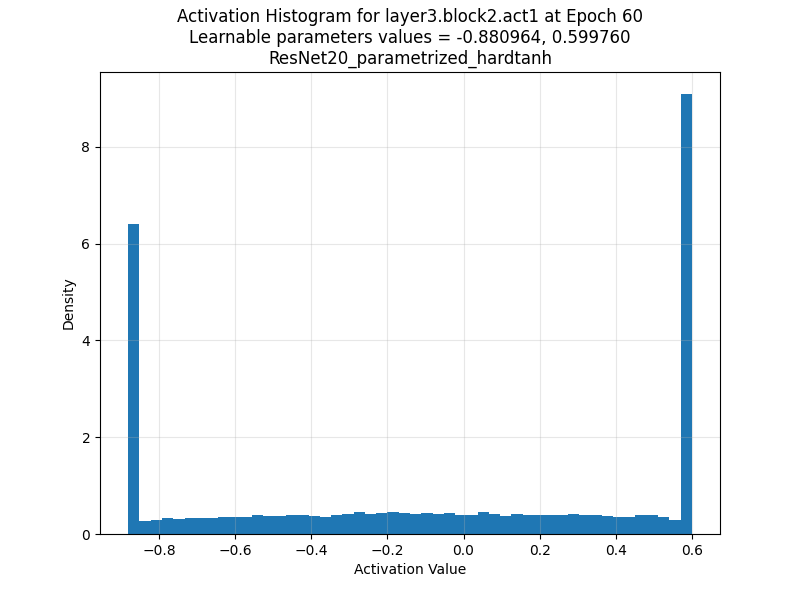 Activation Histogram for layer3.block2.act1 at Epoch 60
Learnable parameters values = -0.880964, 0.599760
ResNet20_parametrized_hardtanh
8
6
4
2
0
Density
−0.8 −0.6 −0.4 −0.2 0.0 0.2 0.4 0.6
Activation Value